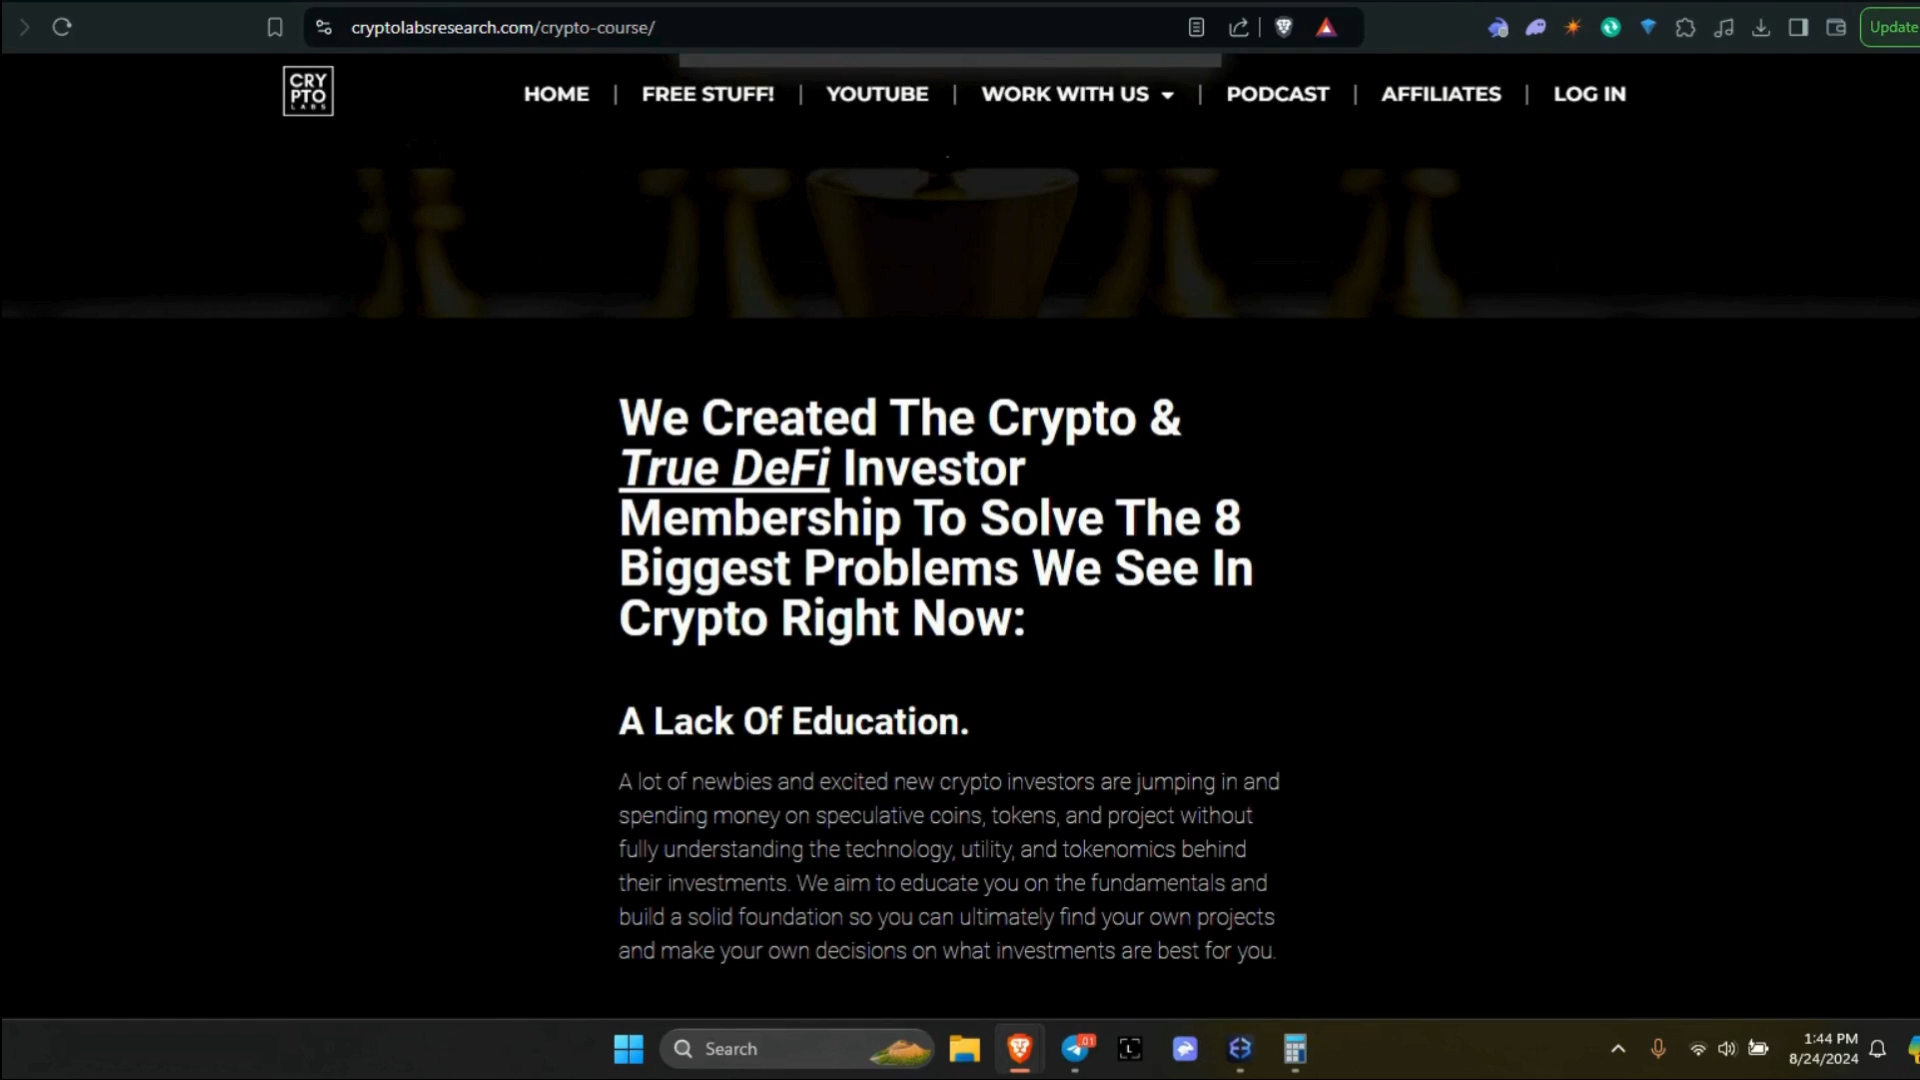 cryptolabsresearch.com/crypto-course/
Update
CRY
PTO
LABS
HOME | FREE STUFF! | YOUTUBE | WORK WITH US | PODCAST | AFFILIATES | LOG IN
We Created The Crypto &
True DeFi Investor
Membership To Solve The 8
Biggest Problems We See In
Crypto Right Now:
A Lack Of Education.
A lot of newbies and excited new crypto investors are jumping in and
spending money on speculative coins, tokens, and project without
fully understanding the technology, utility, and tokenomics behind
their investments. We aim to educate you on the fundamentals and
build a solid foundation so you can ultimately find your own projects
and make your own decisions on what investments are best for you.
Search
1:44 PM
8/24/2024